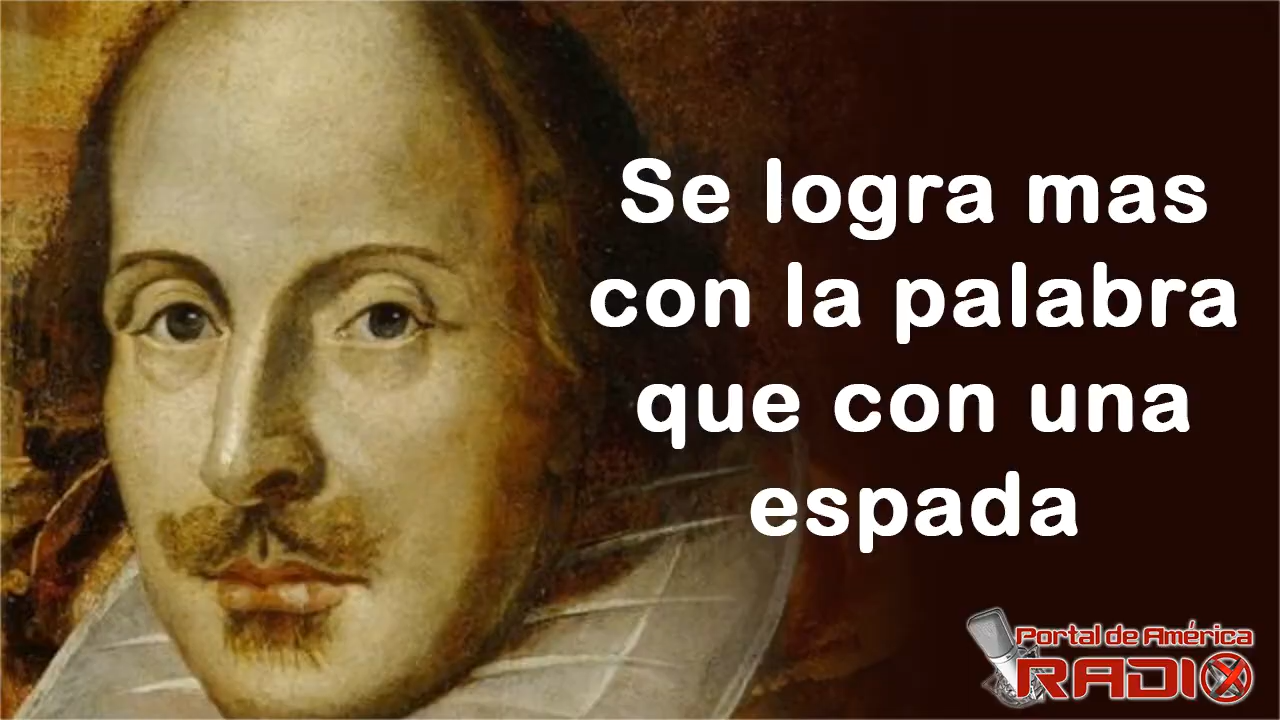 Se logra mas
con la palabra
que con una
espada
Portal de América
RADIO